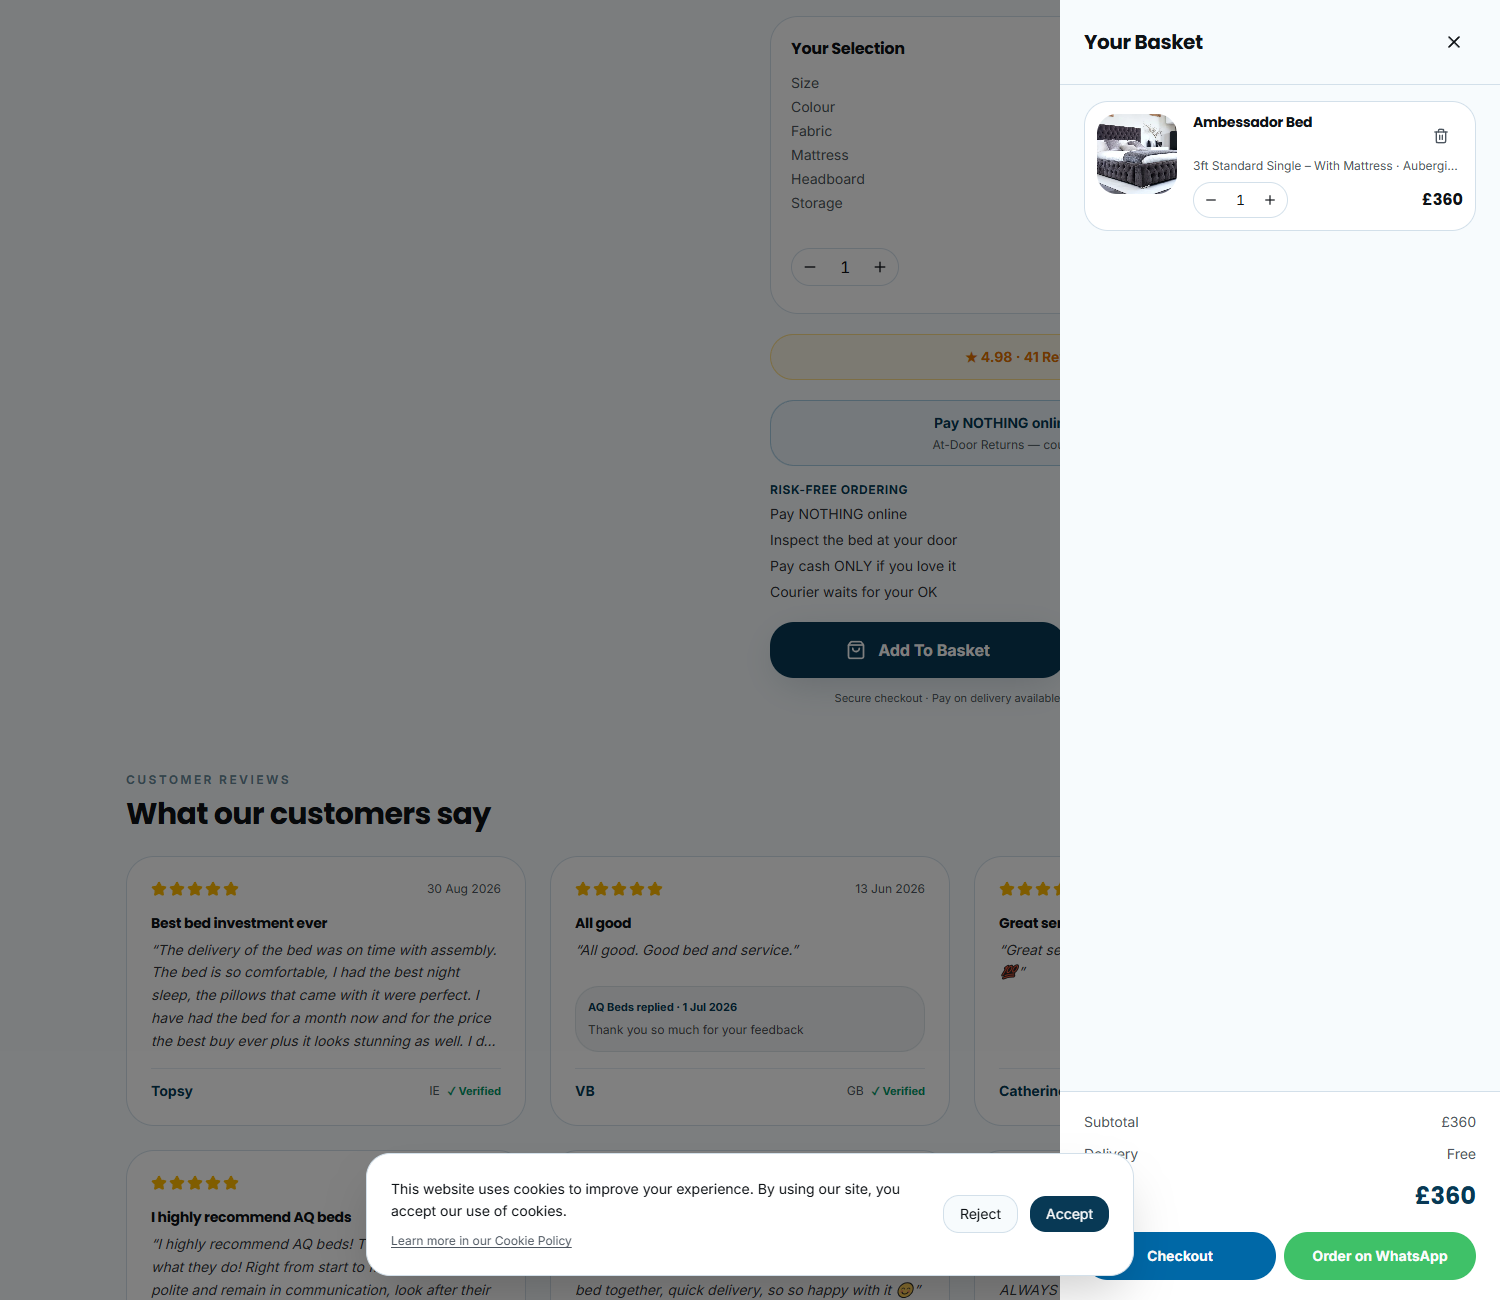 Your Selection
Size
Colour
Fabric
Mattress
Headboard
Storage
1
★ 4.98 · 41 Re
Pay NOTHING onlin
At-Door Returns — cou
RISK-FREE ORDERING
Pay NOTHING online
Inspect the bed at your door
Pay cash ONLY if you love it
Courier waits for your OK
Add To Basket
Secure checkout · Pay on delivery available
CUSTOMER REVIEWS
What our customers say
30 Aug 2026
Best bed investment ever
“The delivery of the bed was on time with assembly.
The bed is so comfortable, I had the best night
sleep, the pillows that came with it were perfect. I
have had the bed for a month now and for the price
the best buy ever plus it looks stunning as well. I d…
Topsy
IE ✓ Verified
13 Jun 2026
All good
“All good. Good bed and service.”
AQ Beds replied · 1 Jul 2026
Thank you so much for your feedback
VB
GB ✓ Verified
Great ser
“Great se
”
Catherine
I highly recommend AQ beds
“I highly recommend AQ beds! T
what they do! Right from start to
polite and remain in communication, look after their
bed together, quick delivery, so so happy with it 😊”
ALWAYS
Your Basket
Ambessador Bed
3ft Standard Single – With Mattress · Aubergi...
1
£360
Subtotal
£360
Delivery
Free
£360
Checkout
Order on WhatsApp
This website uses cookies to improve your experience. By using our site, you
accept our use of cookies.
Learn more in our Cookie Policy
Reject
Accept